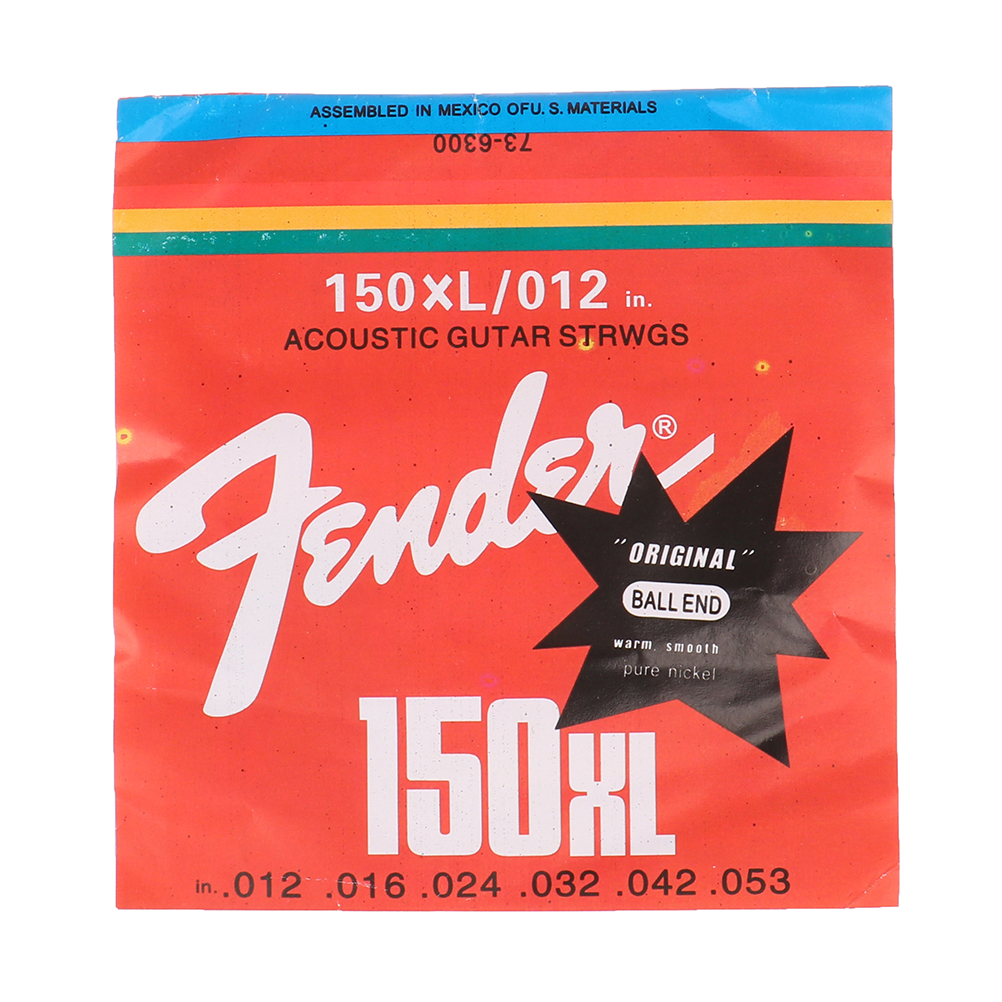 ASSEMBLED IN MEXICO OFU. S. MATERIALS
73-6300
150XL/012 in.
ACOUSTIC GUTAR STRWGS
Fender®
"ORIGINAL"
BALL END
warm. smooth
pure nickel
150XL
in. .012 .016 .024 .032 .042 .053